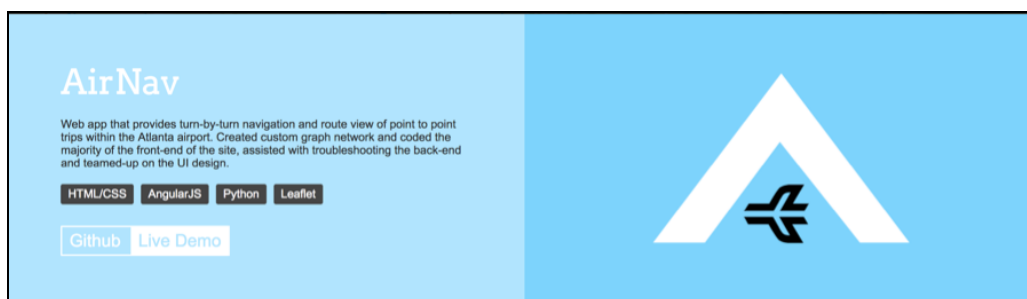 AirNav
Web app that provides turn-by-turn navigation and route view of point to point
trips within the Atlanta airport. Created custom graph network and coded the
majority of the front-end of the site, assisted with troubleshooting the back-end
and teamed-up on the UI design.
HTML/CSS AngularJS Python Leaflet
Github Live Demo